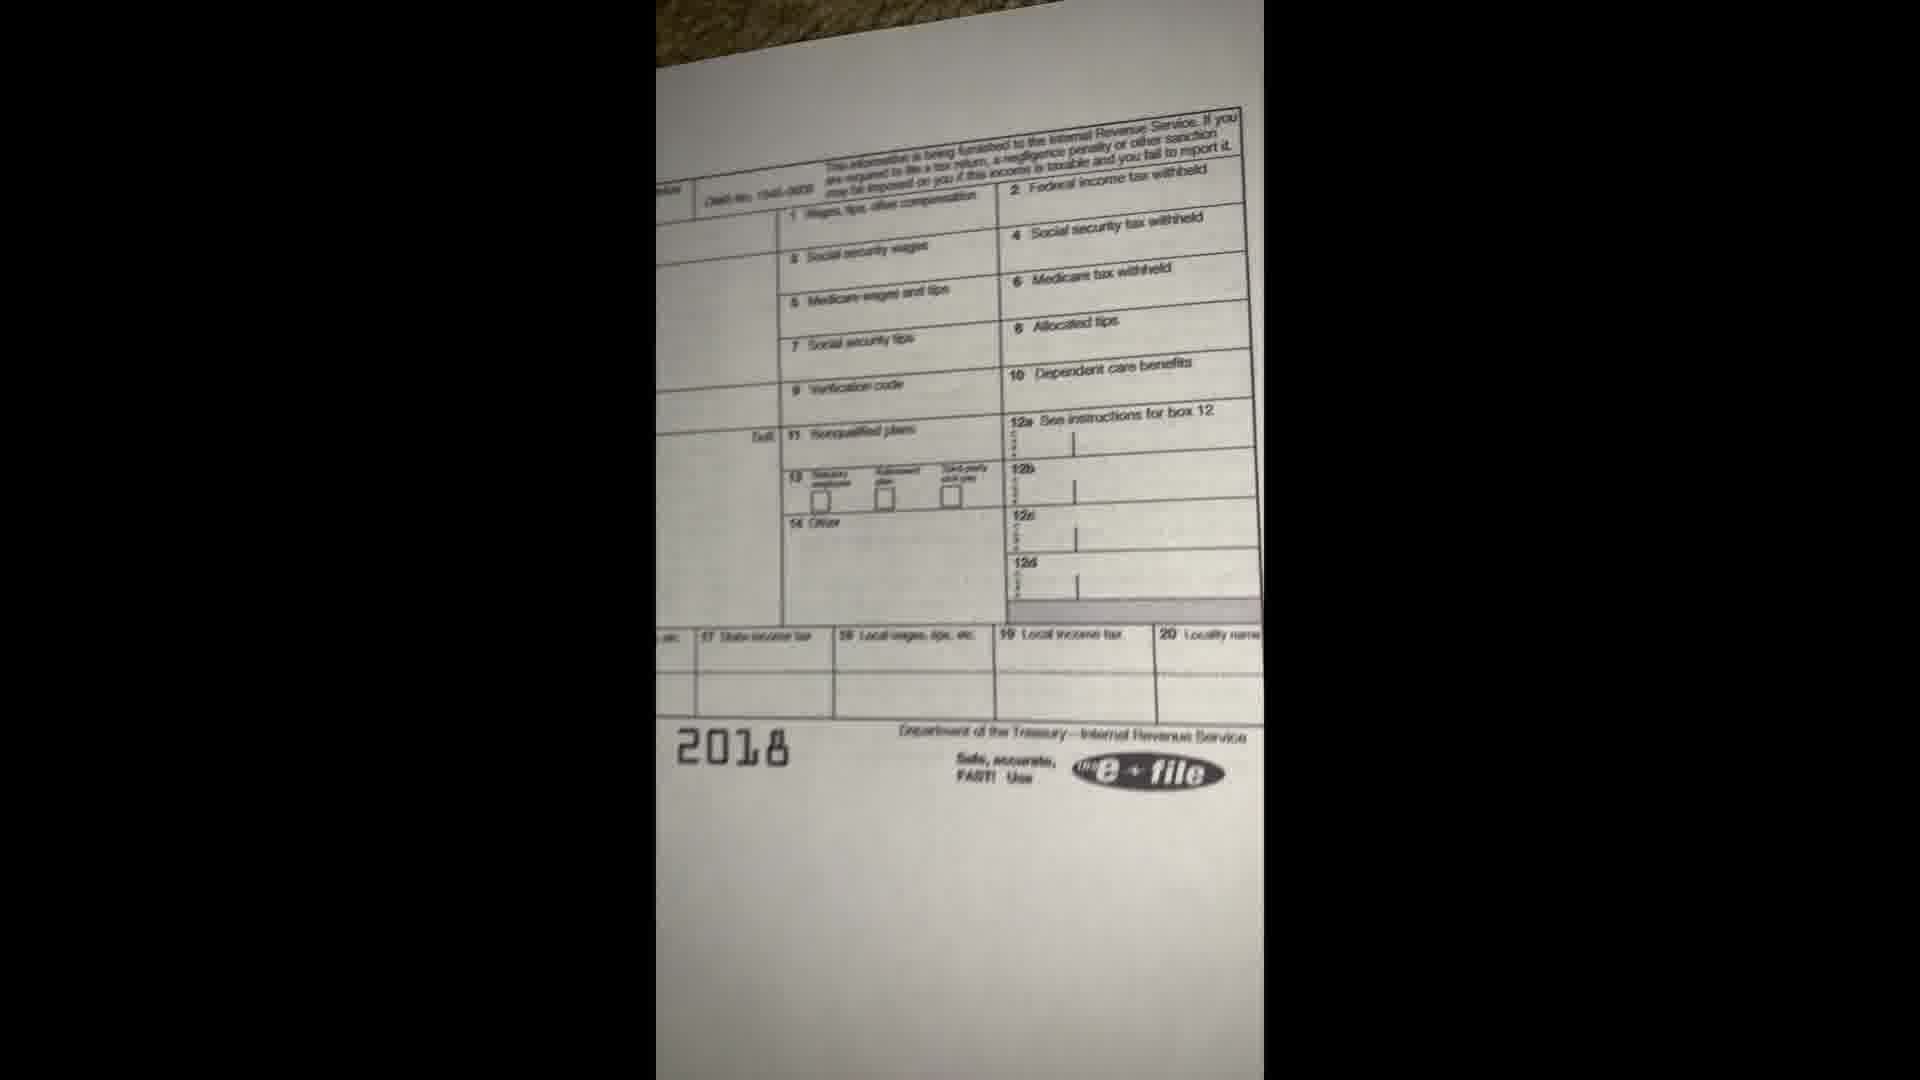 This information is being furnished to the Internal Revenue Service. If you
are required to file a tax return, a negligence penalty or other sanction
may be imposed on you if this income is taxable and you fail to report it.
OMB No. 1545-0008
1 Wages, tips, other compensation
2 Federal income tax withheld
3 Social security wages
4 Social security tax withheld
5 Medicare wages and tips
6 Medicare tax withheld
7 Social security tips
8 Allocated tips
9 Verification code
10 Dependent care benefits
Suff.
11 Nonqualified plans
12a See instructions for box 12
13 Statutory employee
Retirement plan
Third-party sick pay
12b
14 Other
12c
12d
etc.
17 State income tax
18 Local wages, tips, etc.
19 Local income tax
20 Locality name
2018
Department of the Treasury—Internal Revenue Service
Safe, accurate,
FAST! Use
the e-file